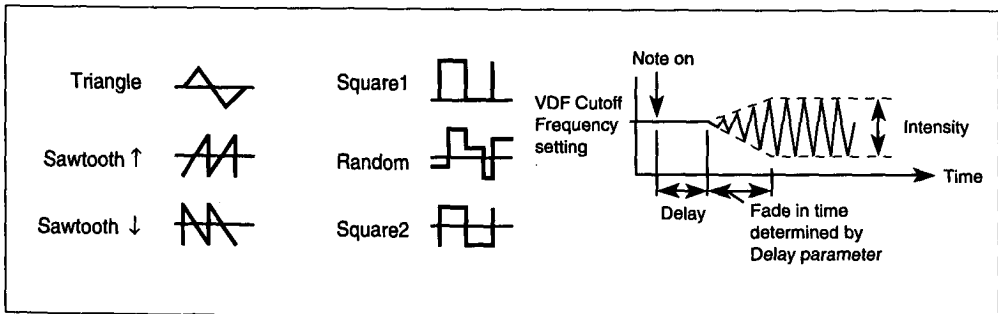 Triangle
Sawtooth ↑
Sawtooth ↓
Square1
Random
Square2
Note on
VDF Cutoff
Frequency
setting
Intensity
Time
Delay
Fade in time
determined by
Delay parameter